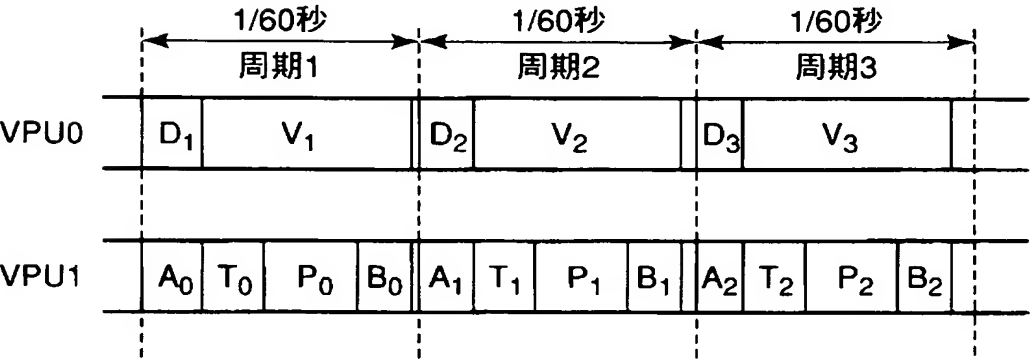 1/60秒 1/60秒 1/60秒
周期1 周期2 周期3
VPU0 D₁ V₁ D₂ V₂ D₃ V₃
VPU1 A₀ T₀ P₀ B₀ A₁ T₁ P₁ B₁ A₂ T₂ P₂ B₂